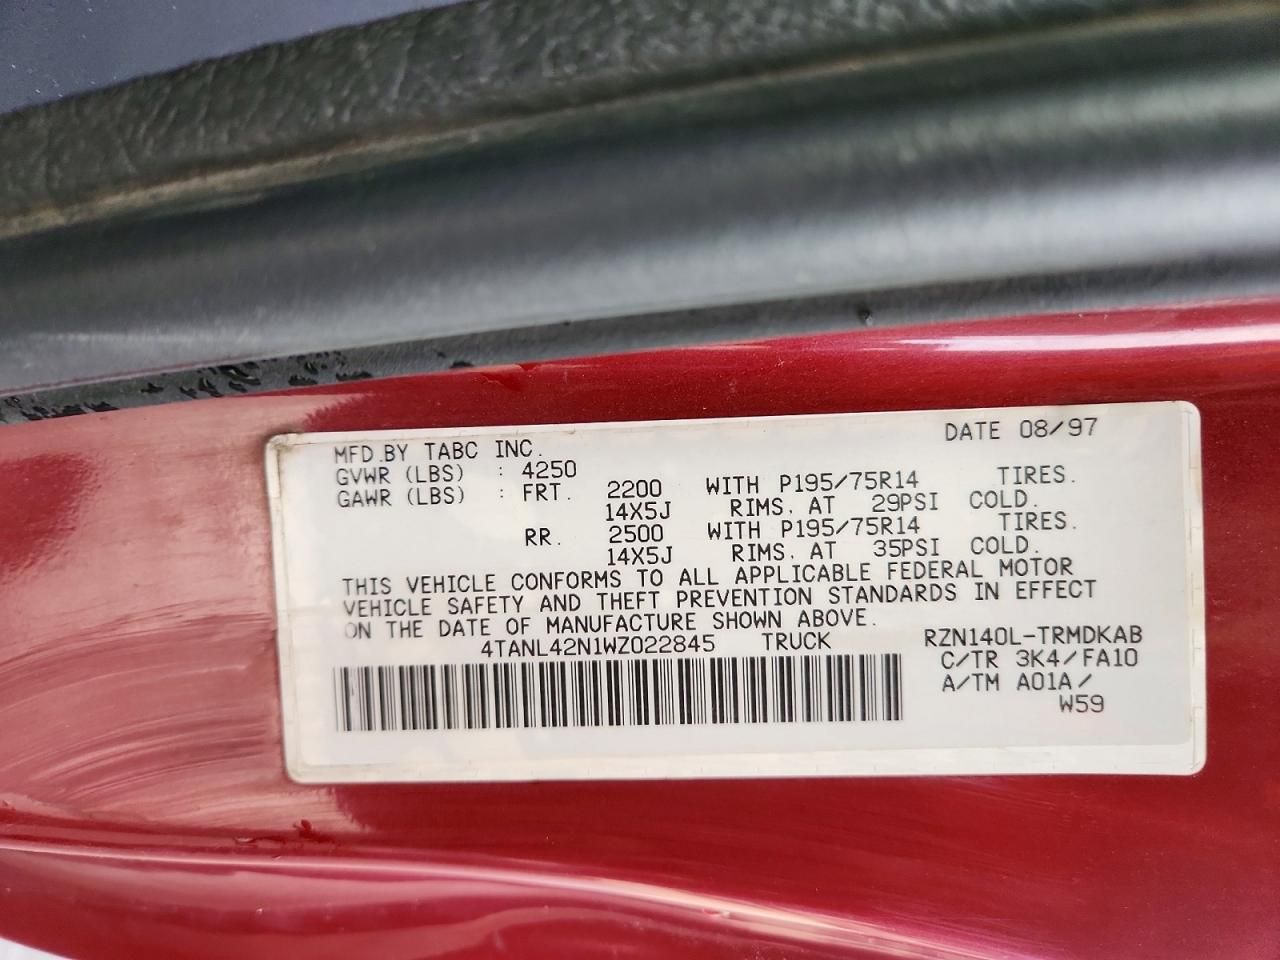 MFD.BY TABC INC. DATE 08/97
GVWR (LBS) : 4250
GAWR (LBS) : FRT. 2200 WITH P195/75R14 TIRES.
14X5J RIMS. AT 29PSI COLD.
RR. 2500 WITH P195/75R14 TIRES.
14X5J RIMS. AT 35PSI COLD.
THIS VEHICLE CONFORMS TO ALL APPLICABLE FEDERAL MOTOR
VEHICLE SAFETY AND THEFT PREVENTION STANDARDS IN EFFECT
ON THE DATE OF MANUFACTURE SHOWN ABOVE.
4TANL42N1WZ022845 TRUCK RZN140L-TRMDKAB
C/TR 3K4/FA10
A/TM A01A/
W59